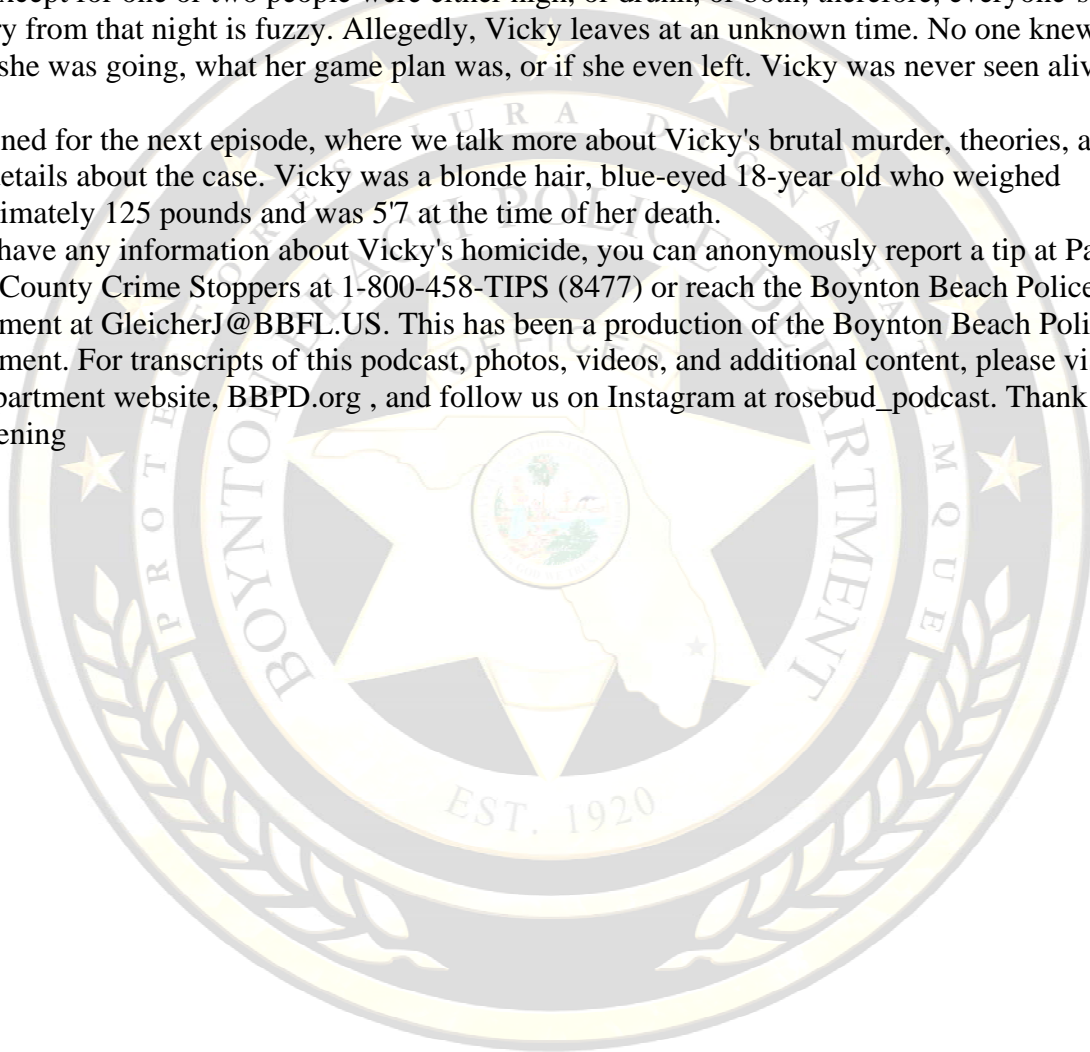 except for one or two people were either high, or drunk, or both; therefore, everyone's
ry from that night is fuzzy. Allegedly, Vicky leaves at an unknown time. No one knew
she was going, what her game plan was, or if she even left. Vicky was never seen aliv
ned for the next episode, where we talk more about Vicky's brutal murder, theories, a
etails about the case. Vicky was a blonde hair, blue-eyed 18-year old who weighed
imately 125 pounds and was 5'7 at the time of her death.
have any information about Vicky's homicide, you can anonymously report a tip at Pa
County Crime Stoppers at 1-800-458-TIPS (8477) or reach the Boynton Beach Police
ment at GleicherJ@BBFL.US. This has been a production of the Boynton Beach Poli
ment. For transcripts of this podcast, photos, videos, and additional content, please vi
partment website, BBPD.org , and follow us on Instagram at rosebud_podcast. Thank
ening
BOYNTON BEACH POLICE DEPARTMENT
OFFICER
EST. 1920